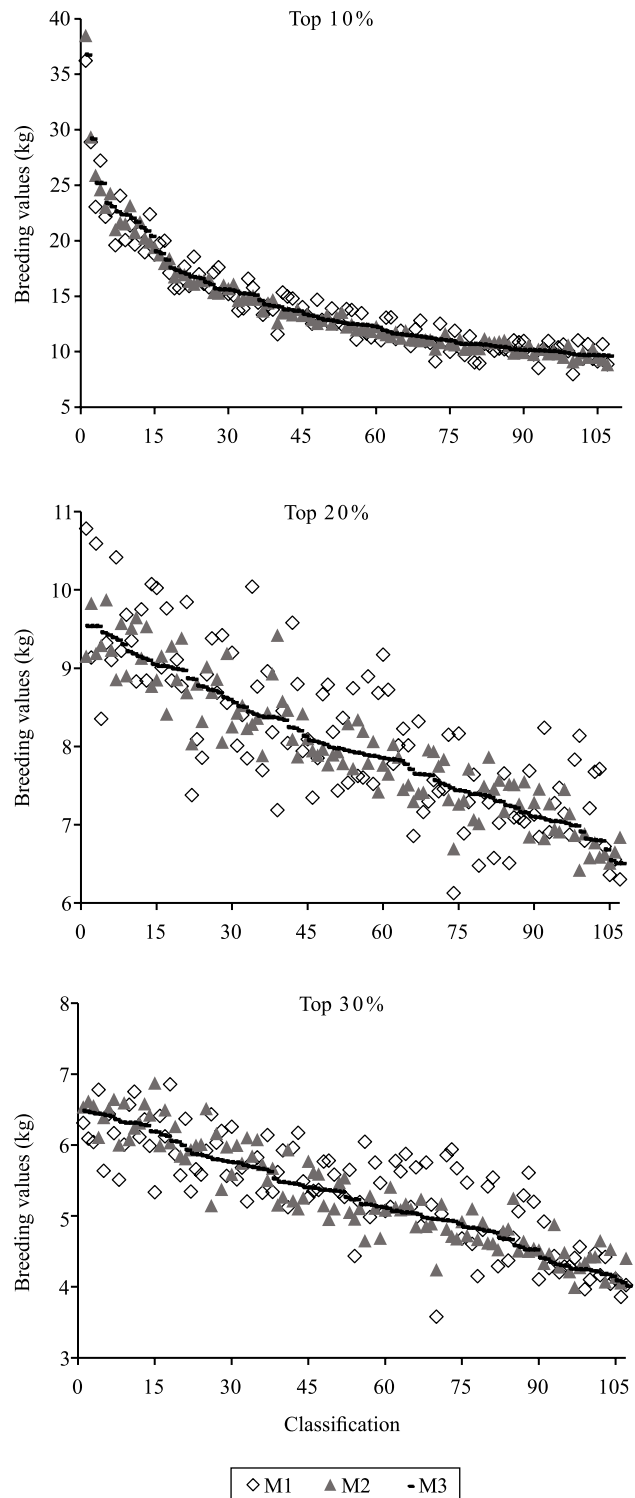 Top 10%
Breeding values (kg)
40
35
30
25
20
15
10
5
0 15 30 45 60 75 90 105
Top 20%
Breeding values (kg)
11
10
9
8
7
6
0 15 30 45 60 75 90 105
Top 30%
Breeding values (kg)
8
7
6
5
4
3
0 15 30 45 60 75 90 105
Classification
M1 M2 M3